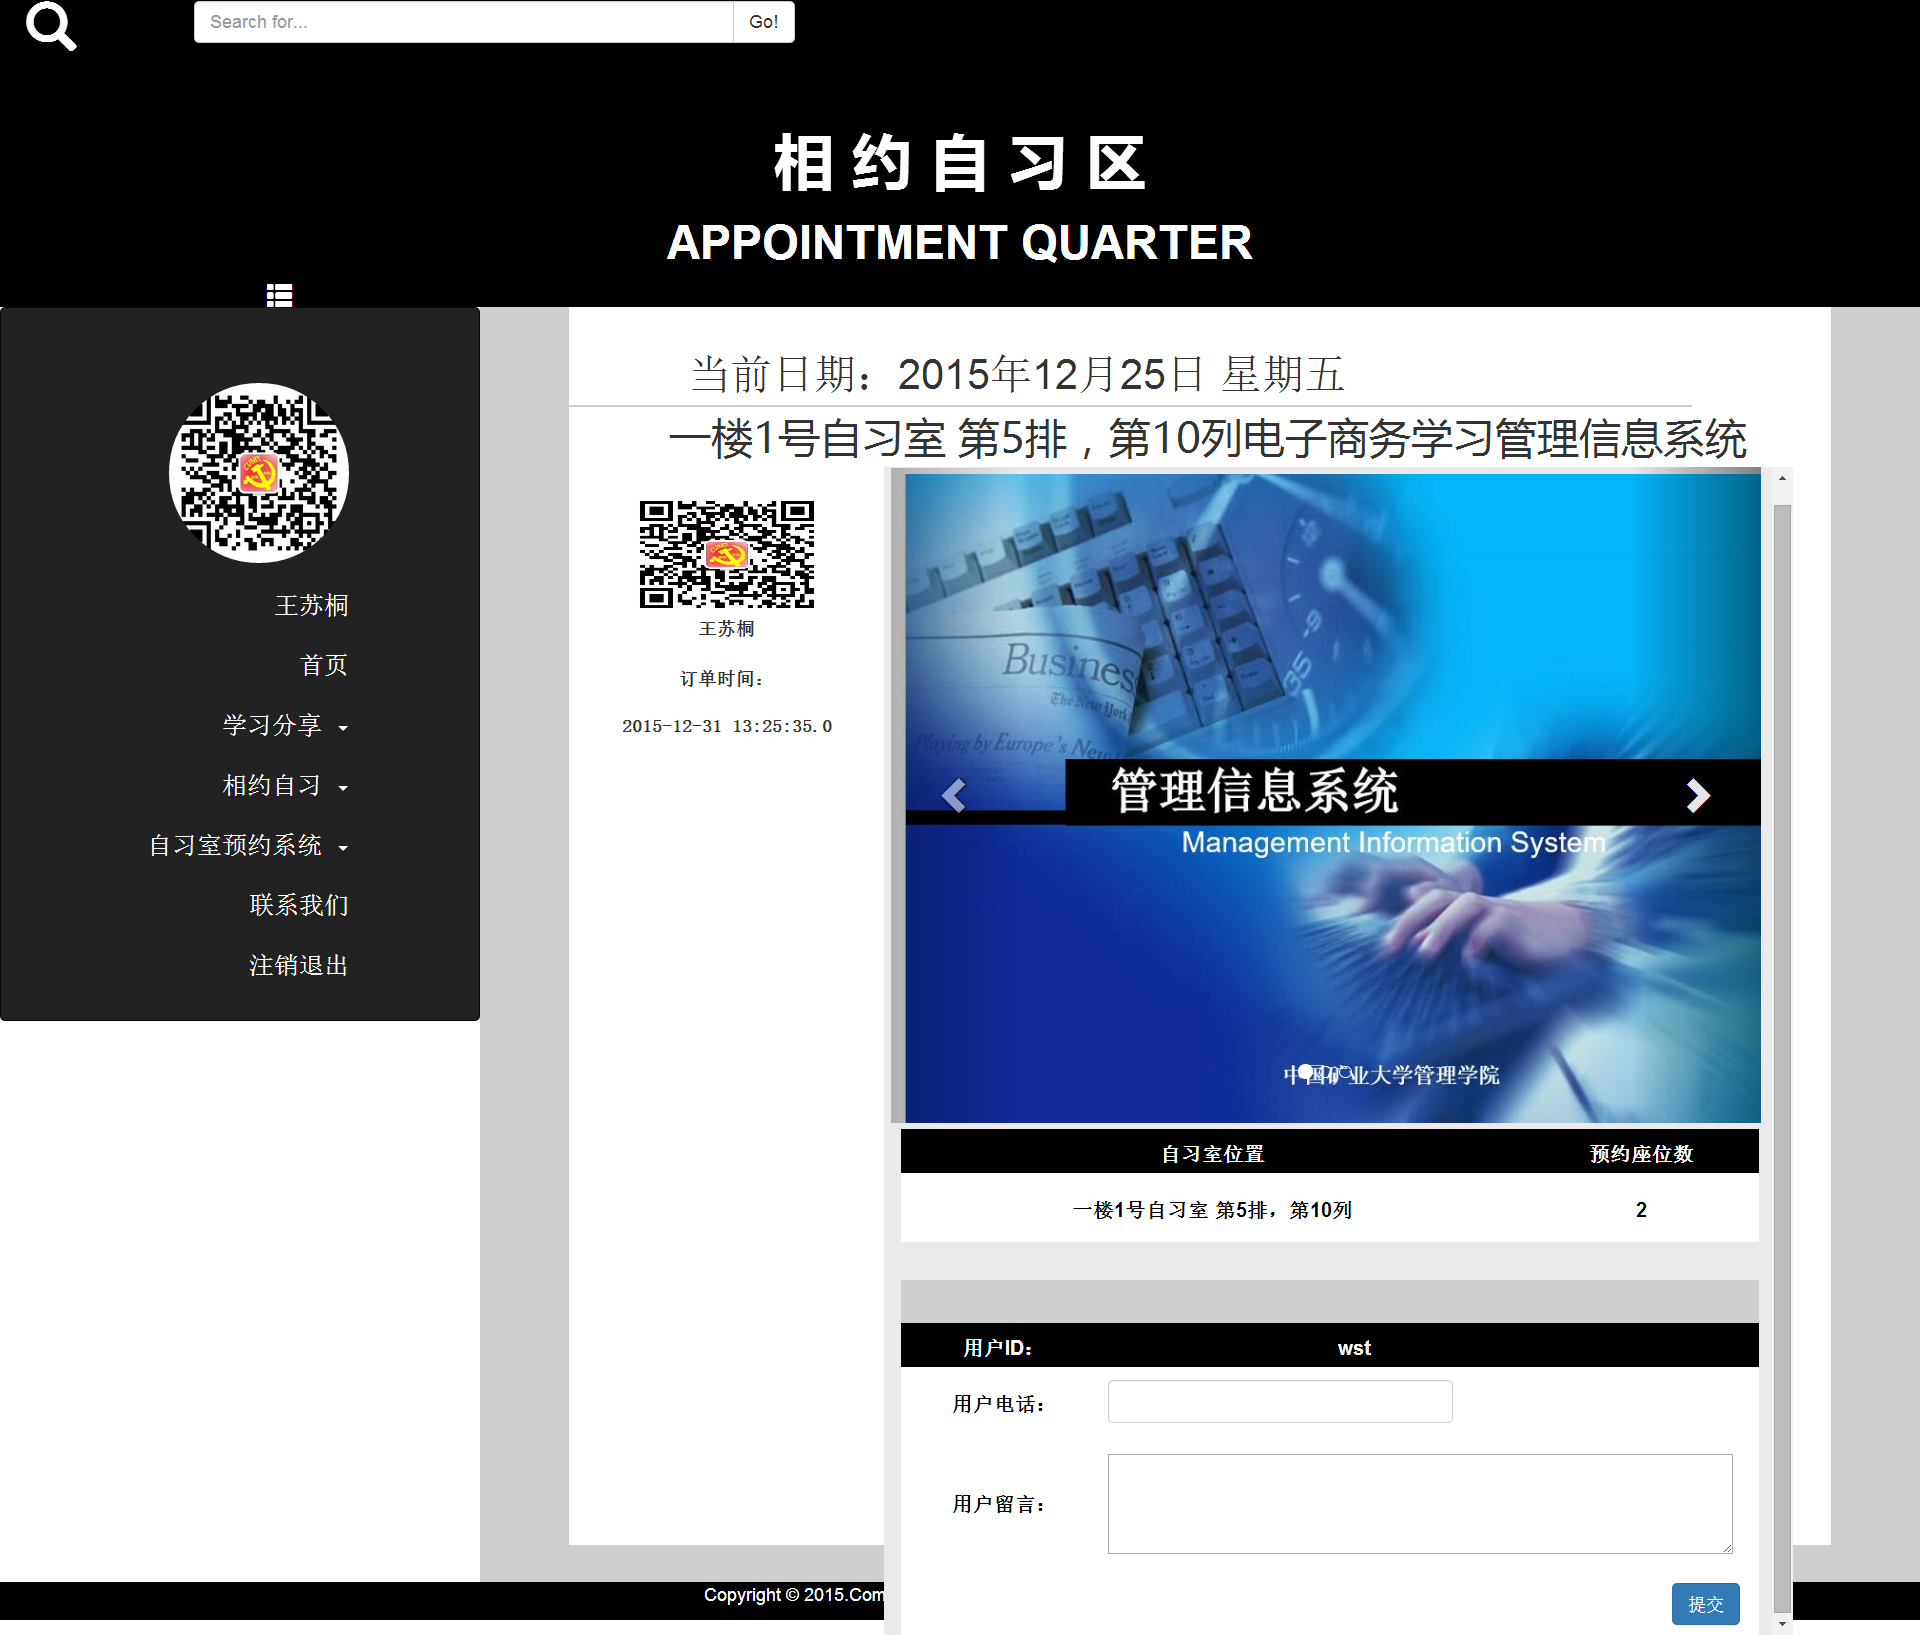 Search for...
Go!
相 约 自 习 区
APPOINTMENT QUARTER
王苏桐
首页
学习分享
相约自习
自习室预约系统
联系我们
注销退出
当前日期：2015年12月25日 星期五
一楼1号自习室 第5排，第10列电子商务学习管理信息系统
王苏桐
订单时间：
2015-12-31 13:25:35.0
Business
The New York
Playing by Europe's New
35
管理信息系统
Management Information System
中国矿业大学管理学院
自习室位置 预约座位数
一楼1号自习室 第5排，第10列 2
用户ID： wst
用户电话：
用户留言：
提交
Copyright © 2015.Com